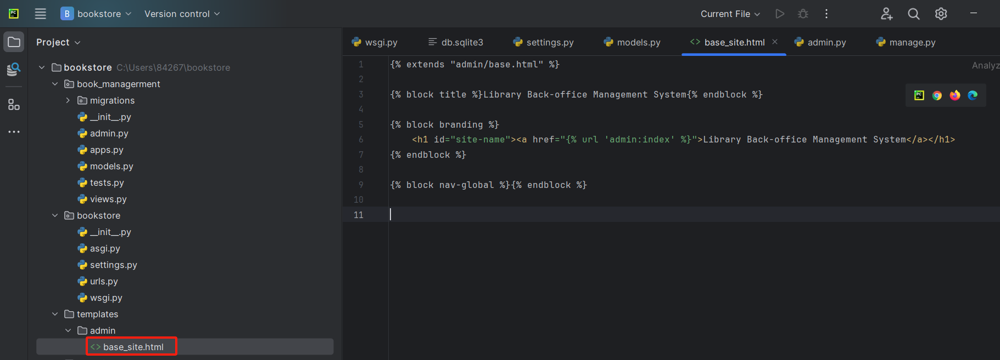 PC
B bookstore Version control Current File
Project
wsgi.py db.sqlite3 settings.py models.py base_site.html admin.py manage.py
bookstore C:\Users\84267\bookstore
book_managerment
migrations
__init__.py
admin.py
apps.py
models.py
tests.py
views.py
bookstore
__init__.py
asgi.py
settings.py
urls.py
wsgi.py
templates
admin
base_site.html
1 {% extends "admin/base.html" %}
Analyz
2
3 {% block title %}Library Back-office Management System{% endblock %}
PC
4
5 {% block branding %}
6 <h1 id="site-name"><a href="{% url 'admin:index' %}">Library Back-office Management System</a></h1>
7 {% endblock %}
8
9 {% block nav-global %}{% endblock %}
10
11